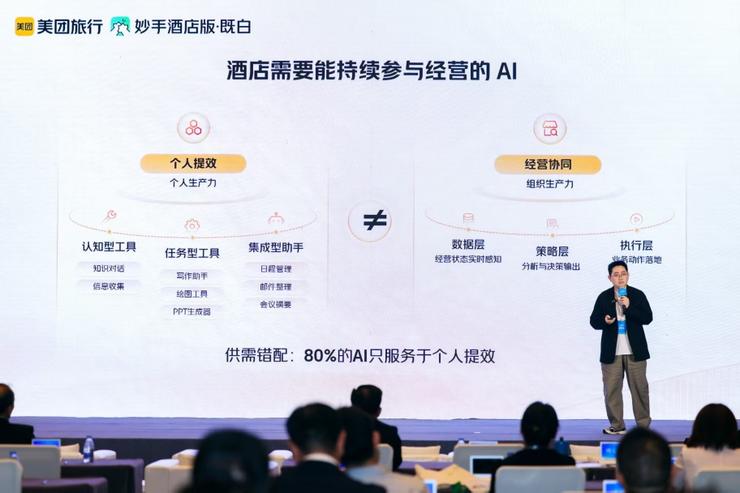 美团 美团旅行 妙手酒店版·既白
酒店需要能持续参与经营的 AI
个人提效
个人生产力
认知型工具
知识对话
信息收集
任务型工具
写作助手
绘图工具
PPT生成器
集成型助手
日程管理
邮件整理
会议摘要
≠
经营协同
组织生产力
数据层
经营状态实时感知
策略层
分析与决策输出
执行层
业务动作落地
供需错配：80%的AI只服务于个人提效